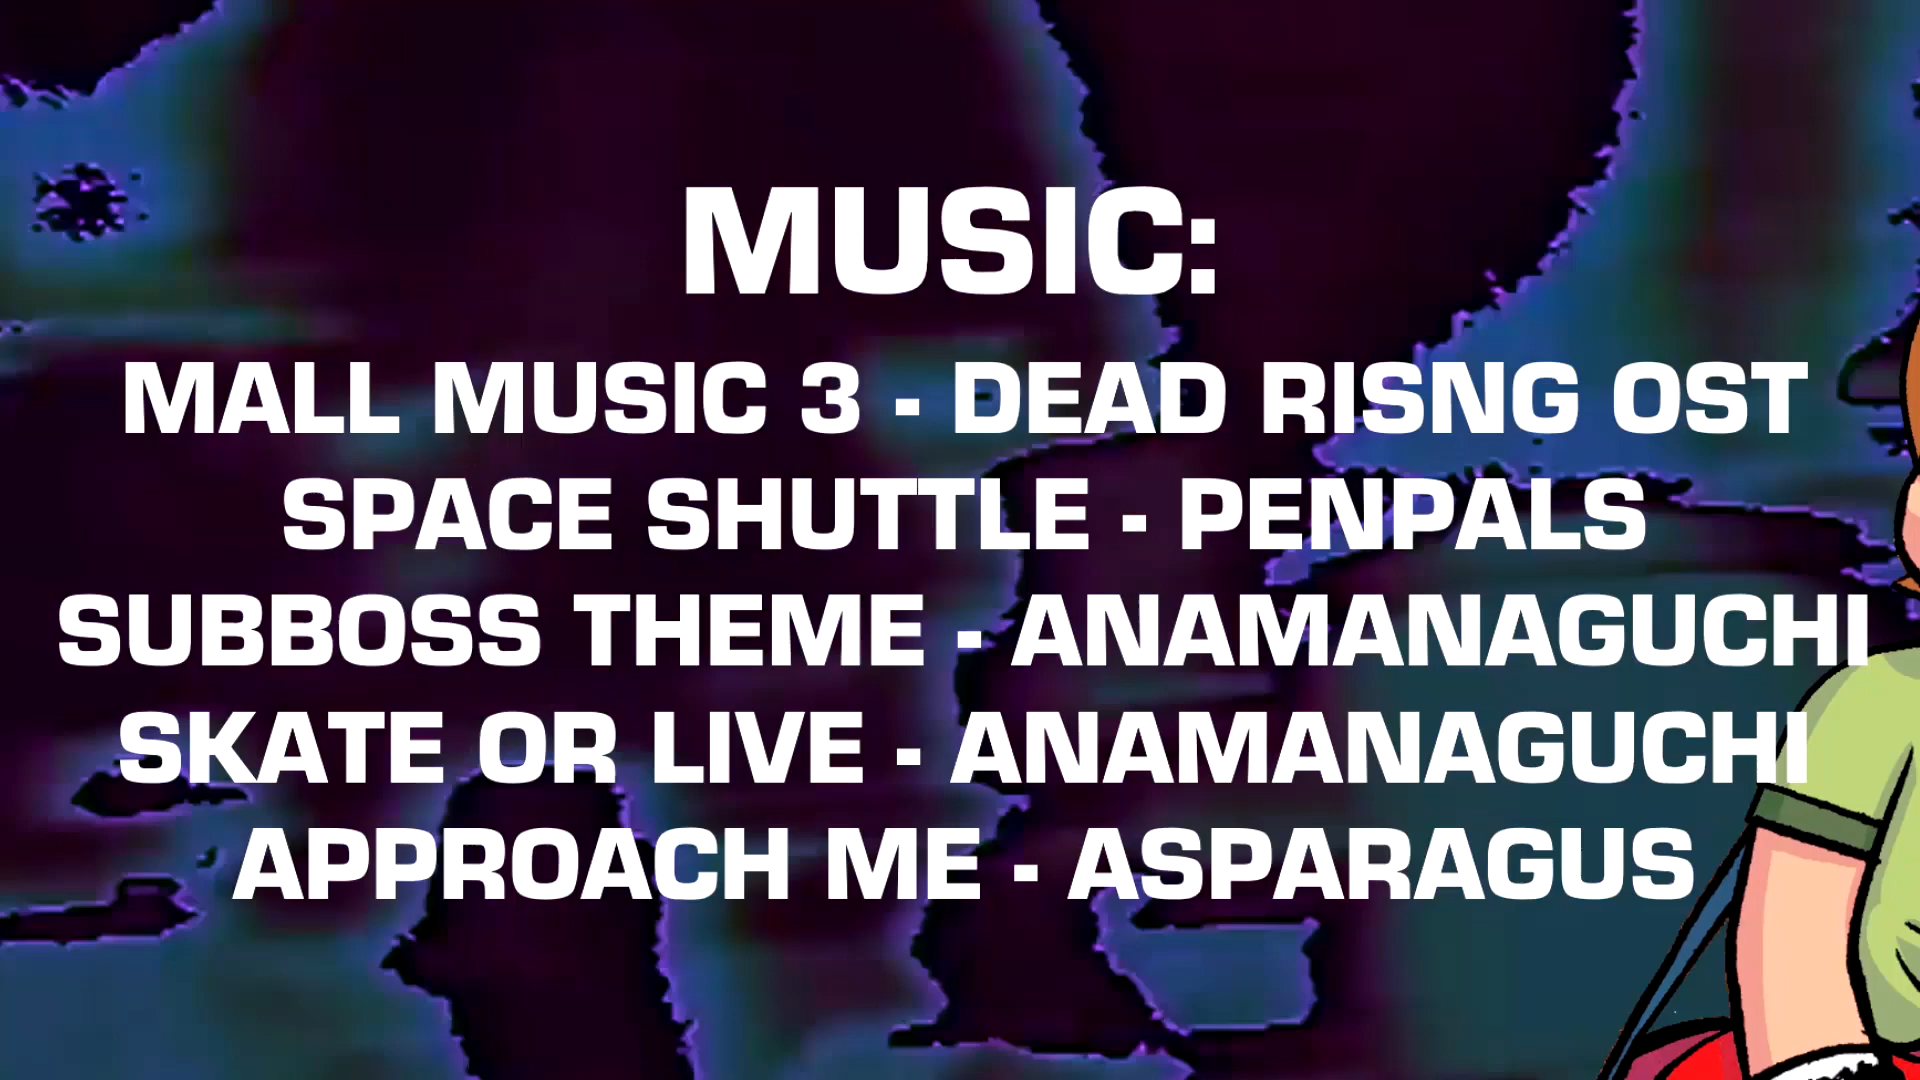 MUSIC:
MALL MUSIC 3 - DEAD RISNG OST
SPACE SHUTTLE - PENPALS
SUBBOSS THEME - ANAMANAGUCHI
SKATE OR LIVE - ANAMANAGUCHI
APPROACH ME - ASPARAGUS